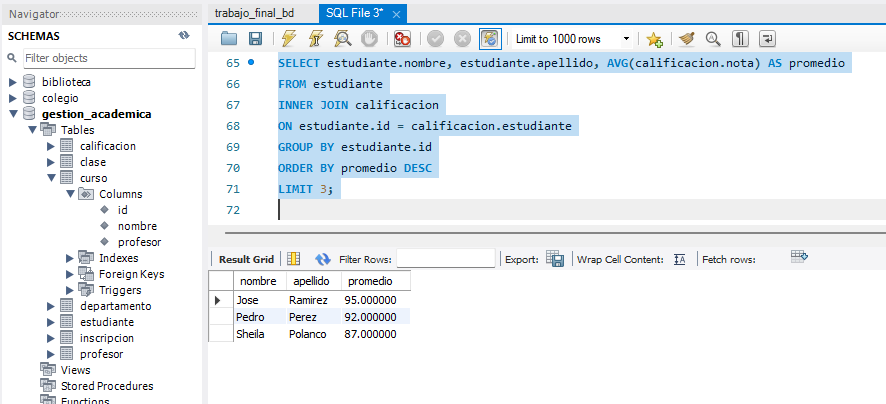 Navigator
SCHEMAS
Filter objects
biblioteca
colegio
gestion_academica
Tables
calificacion
clase
curso
Columns
id
nombre
profesor
Indexes
Foreign Keys
Triggers
departamento
estudiante
inscripcion
profesor
Views
Stored Procedures
Functions
trabajo_final_bd
SQL File 3*
Limit to 1000 rows
65 SELECT estudiante.nombre, estudiante.apellido, AVG(calificacion.nota) AS promedio
66 FROM estudiante
67 INNER JOIN calificacion
68 ON estudiante.id = calificacion.estudiante
69 GROUP BY estudiante.id
70 ORDER BY promedio DESC
71 LIMIT 3;
72
Result Grid Filter Rows: Export: Wrap Cell Content: Fetch rows:
nombre apellido promedio
Jose Ramirez 95.000000
Pedro Perez 92.000000
Sheila Polanco 87.000000